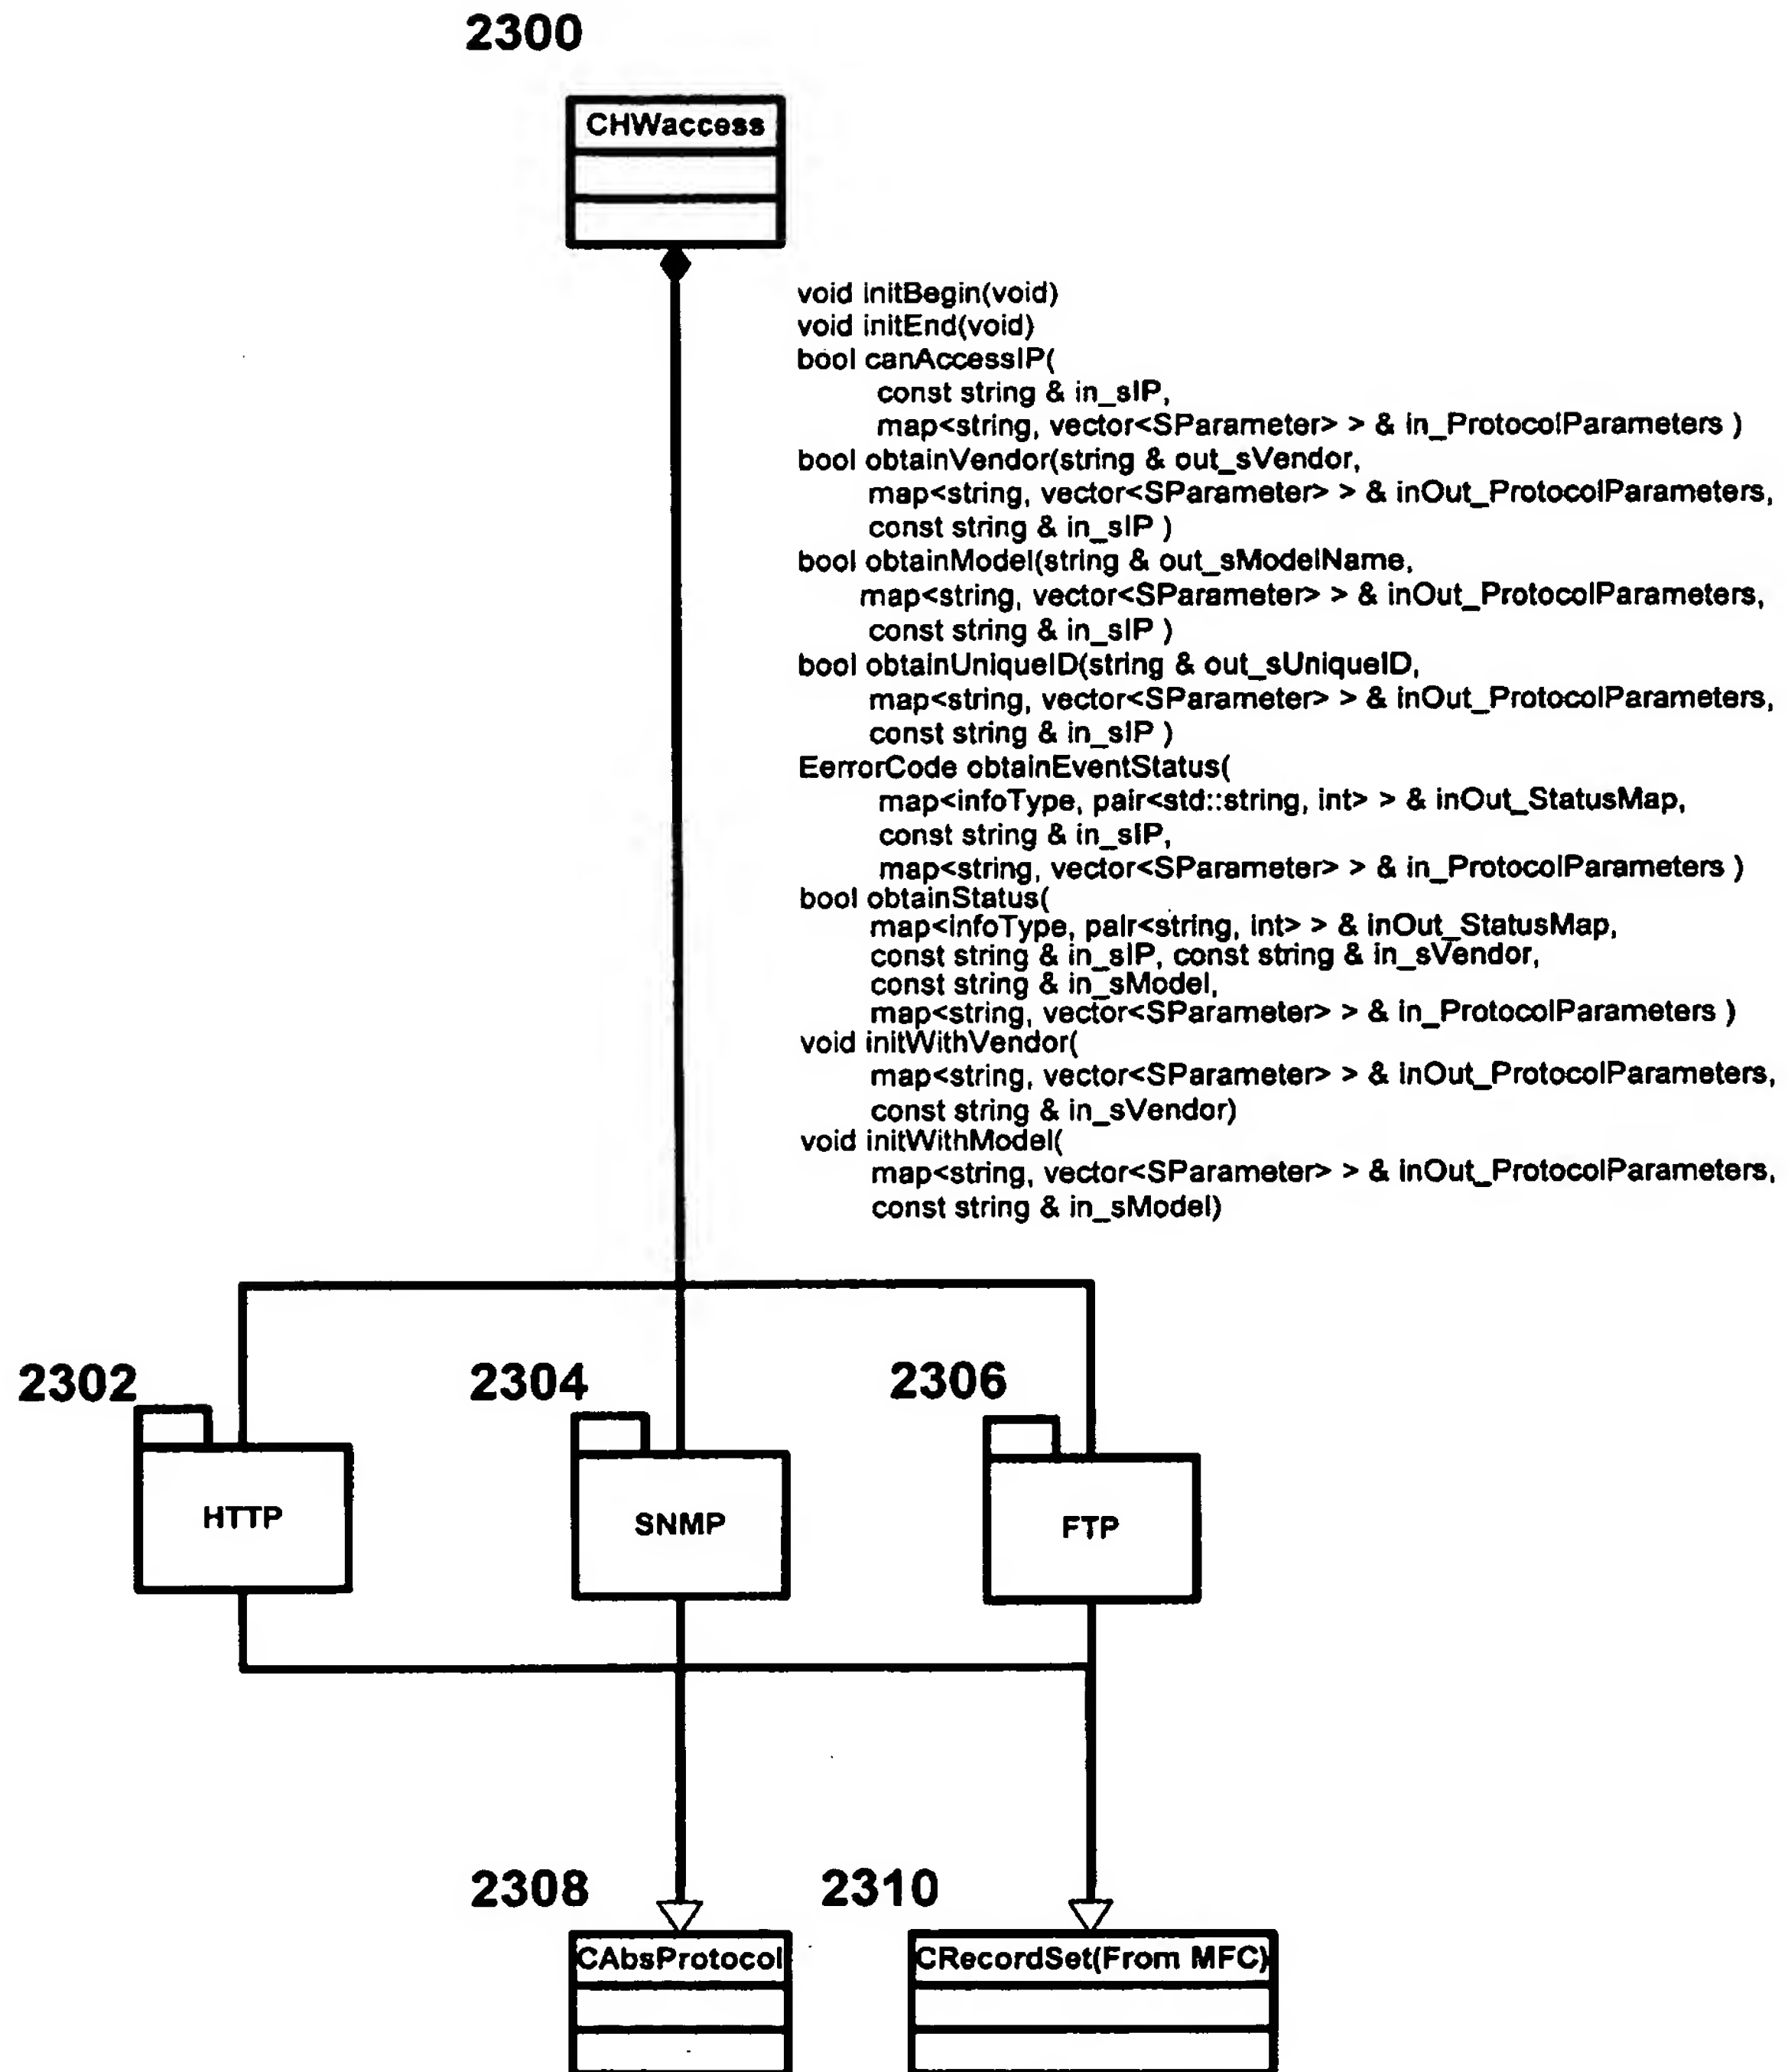 2300
CHWaccess
void initBegin(void)
void initEnd(void)
bool canAccessIP(
const string & in_sIP,
map<string, vector<SParameter> > & in_ProtocolParameters )
bool obtainVendor(string & out_sVendor,
map<string, vector<SParameter> > & inOut_ProtocolParameters,
const string & in_sIP )
bool obtainModel(string & out_sModelName,
map<string, vector<SParameter> > & inOut_ProtocolParameters,
const string & in_sIP )
bool obtainUniqueID(string & out_sUniqueID,
map<string, vector<SParameter> > & inOut_ProtocolParameters,
const string & in_sIP )
EerrorCode obtainEventStatus(
map<infoType, pair<std::string, int> > & inOut_StatusMap,
const string & in_sIP,
map<string, vector<SParameter> > & in_ProtocolParameters )
bool obtainStatus(
map<infoType, pair<string, int> > & inOut_StatusMap,
const string & in_sIP, const string & in_sVendor,
const string & in_sModel,
map<string, vector<SParameter> > & in_ProtocolParameters )
void initWithVendor(
map<string, vector<SParameter> > & inOut_ProtocolParameters,
const string & in_sVendor)
void initWithModel(
map<string, vector<SParameter> > & inOut_ProtocolParameters,
const string & in_sModel)
2302
2304
2306
HTTP
SNMP
FTP
2308
2310
CAbsProtocol
CRecordSet(From MFC)